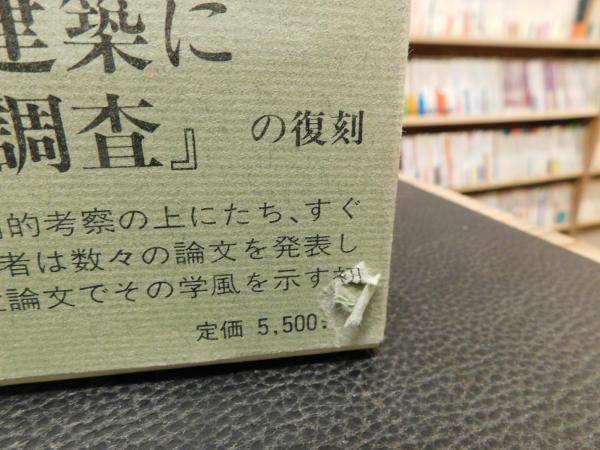 建築に
調査』の復刻
的考察の上にたち、すぐ
者は数々の論文を発表し
論文でその学風を示す初
定価 5,500